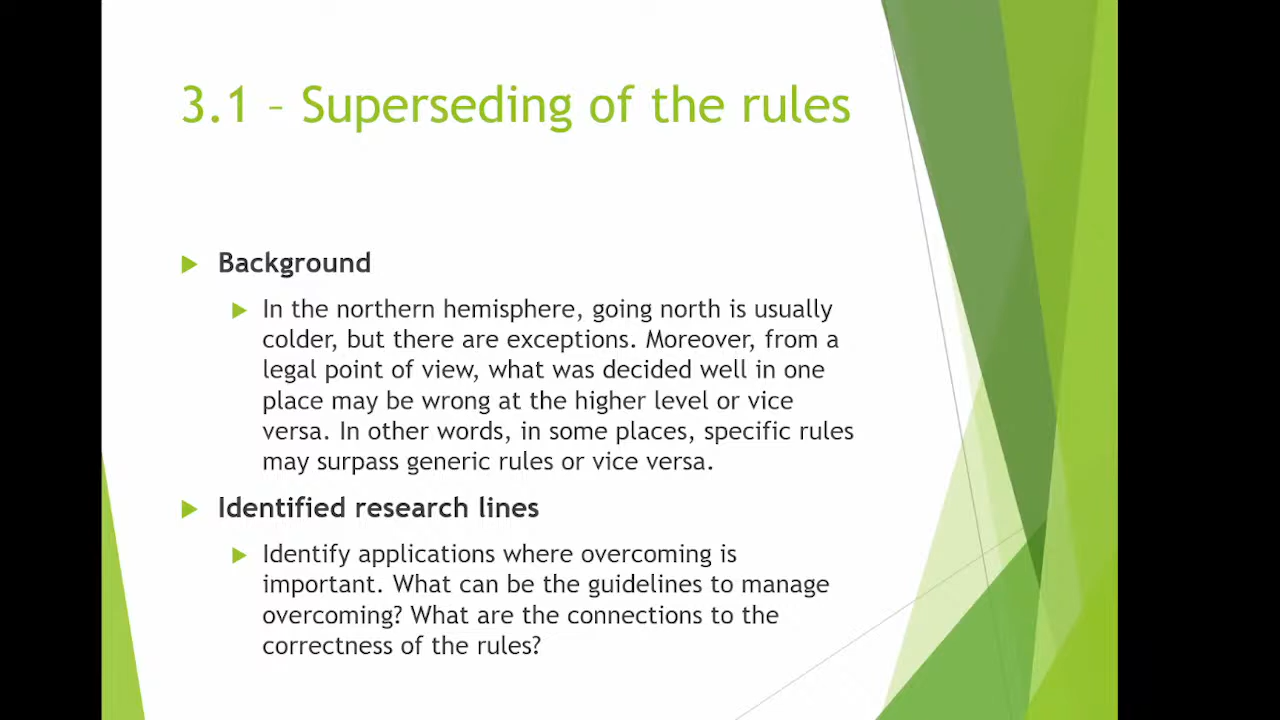 3.1 – Superseding of the rules
Background
In the northern hemisphere, going north is usually
colder, but there are exceptions. Moreover, from a
legal point of view, what was decided well in one
place may be wrong at the higher level or vice
versa. In other words, in some places, specific rules
may surpass generic rules or vice versa.
Identified research lines
Identify applications where overcoming is
important. What can be the guidelines to manage
overcoming? What are the connections to the
correctness of the rules?